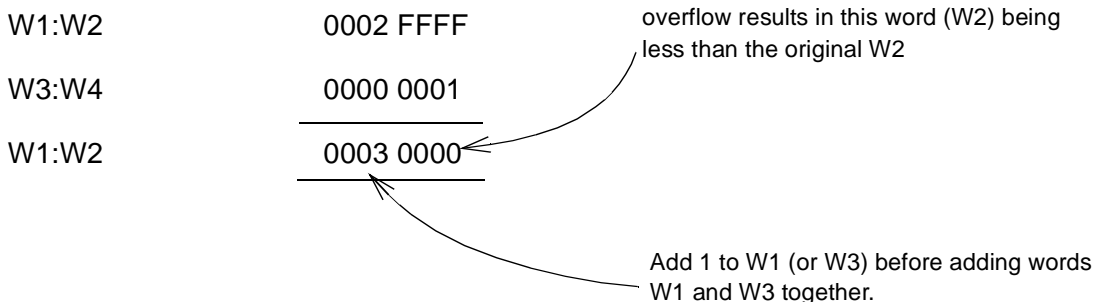 W1:W2 0002 FFFF
overflow results in this word (W2) being
less than the original W2
W3:W4 0000 0001
W1:W2 0003 0000
Add 1 to W1 (or W3) before adding words
W1 and W3 together.